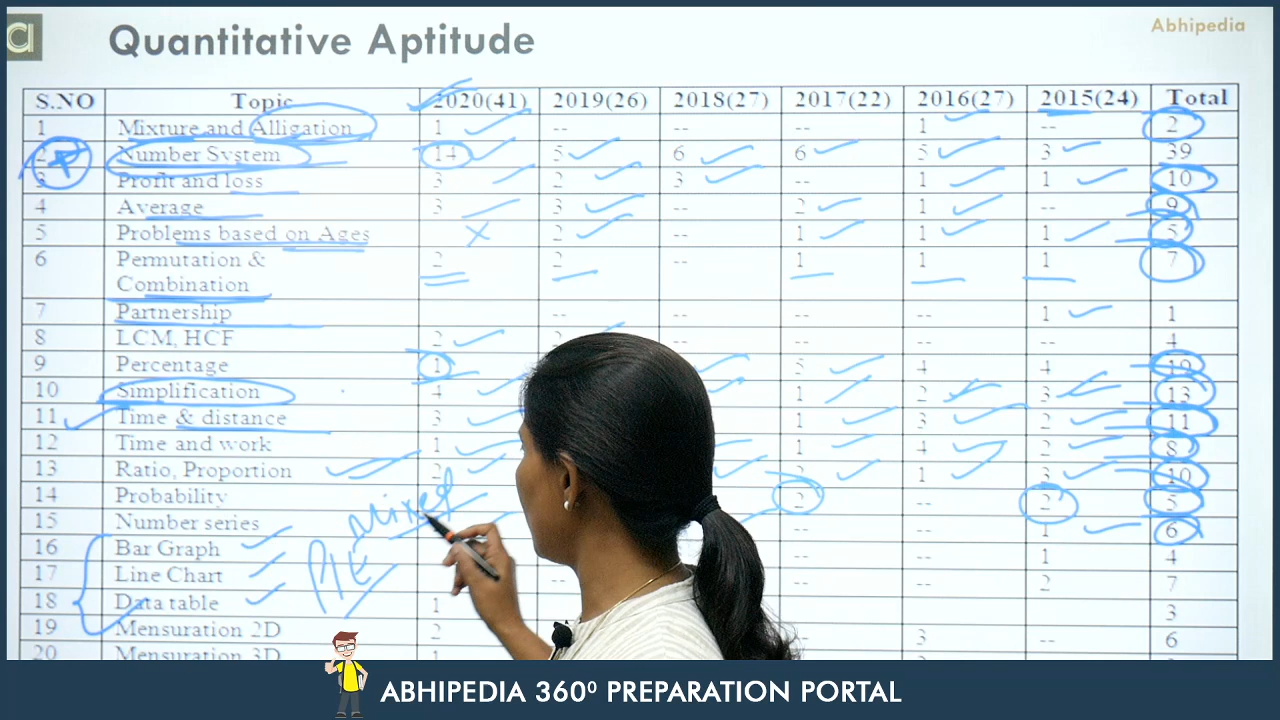 a Quantitative Aptitude Abhipedia
S.NO Topic 2020(41) 2019(26) 2018(27) 2017(22) 2016(27) 2015(24) Total
1 Mixture and Alligation 1 -- -- -- 1 -- 2
2 Number System 14 5 6 6 5 3 39
3 Profit and loss 3 2 3 -- 1 1 10
4 Average 3 3 -- 2 1 -- 9
5 Problems based on Ages X 2 -- 1 1 1 5
6 Permutation & 2 2 -- 1 1 1 7
Combination
7 Partnership -- -- -- -- 1 1
8 LCM, HCF 2 2 -- -- -- 4
9 Percentage 1 5 4 4 19
10 Simplification 4 1 2 3 13
11 Time & distance 3 1 3 2 11
12 Time and work 1 1 4 2 8
13 Ratio, Proportion 2 2 1 3 10
14 Probability 2 -- 2 5
Mixed
15 Number series -- 1 6
16 Bar Graph -- -- 1 4
PIE
17 Line Chart -- -- -- 2 7
18 Data table 1 -- -- 3
19 Mensuration 2D 2 -- 3 -- 6
20 Mensuration 3D 1
ABHIPEDIA 360⁰ PREPARATION PORTAL